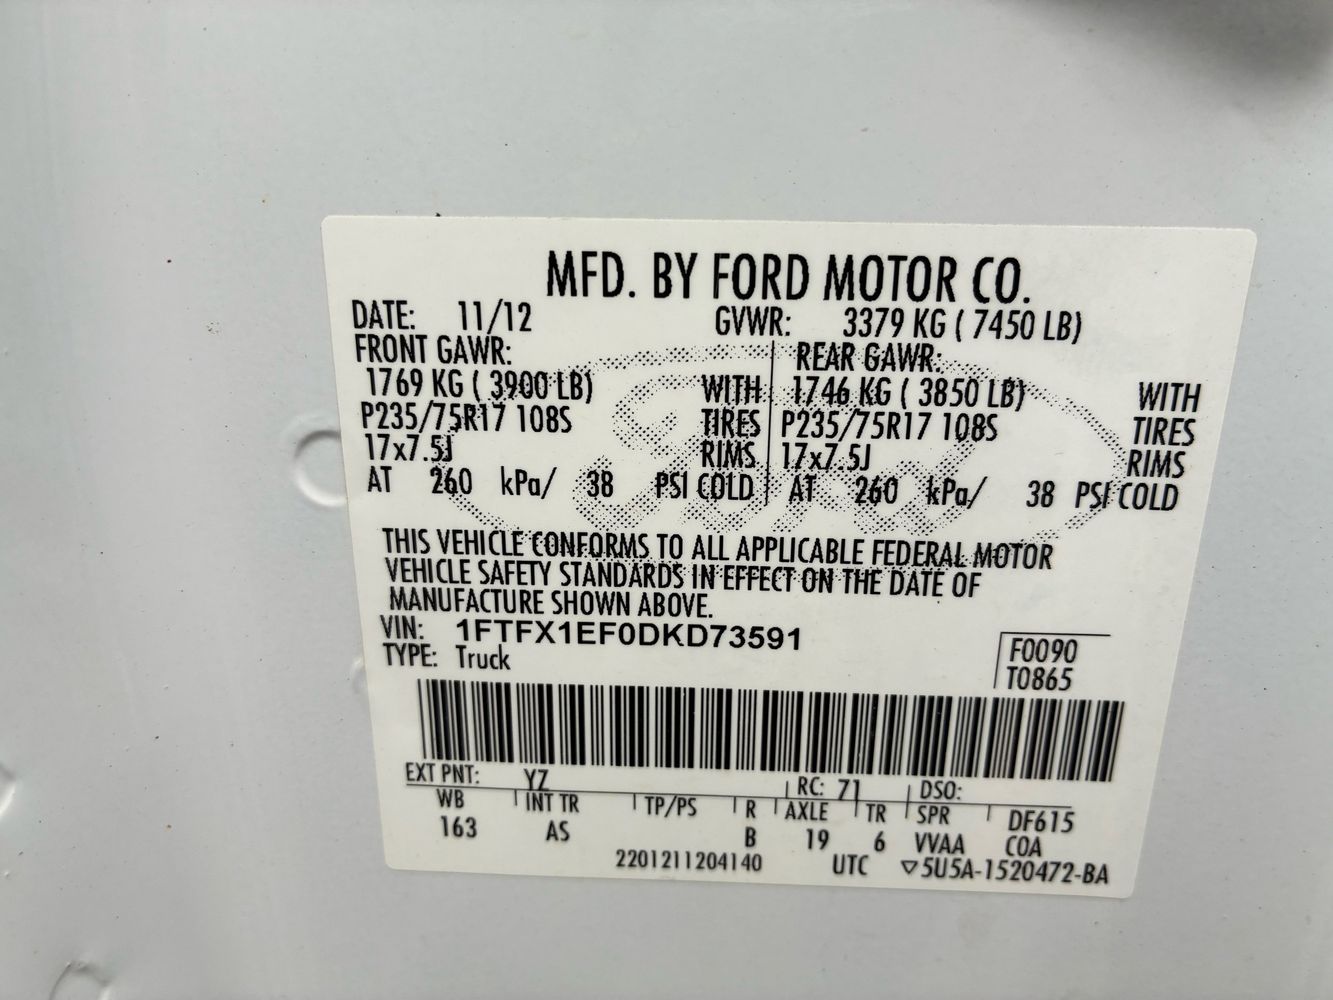 MFD. BY FORD MOTOR CO.
DATE: 11/12 GVWR: 3379 KG ( 7450 LB)
FRONT GAWR: REAR GAWR:
1769 KG ( 3900 LB) WITH 1746 KG ( 3850 LB) WITH
P235/75R17 108S TIRES P235/75R17 108S TIRES
17x7.5J RIMS 17x7.5J RIMS
AT 260 kPa/ 38 PSI COLD AT 260 kPa/ 38 PSI COLD
Ford
THIS VEHICLE CONFORMS TO ALL APPLICABLE FEDERAL MOTOR
VEHICLE SAFETY STANDARDS IN EFFECT ON THE DATE OF
MANUFACTURE SHOWN ABOVE.
VIN: 1FTFX1EF0DKD73591 F0090
TYPE: Truck T0865
EXT PNT: YZ RC: 71 DSO:
WB INT TR TP/PS R AXLE TR SPR DF615
163 AS B 19 6 VVAA COA
2201211204140 UTC ▽5U5A-1520472-BA